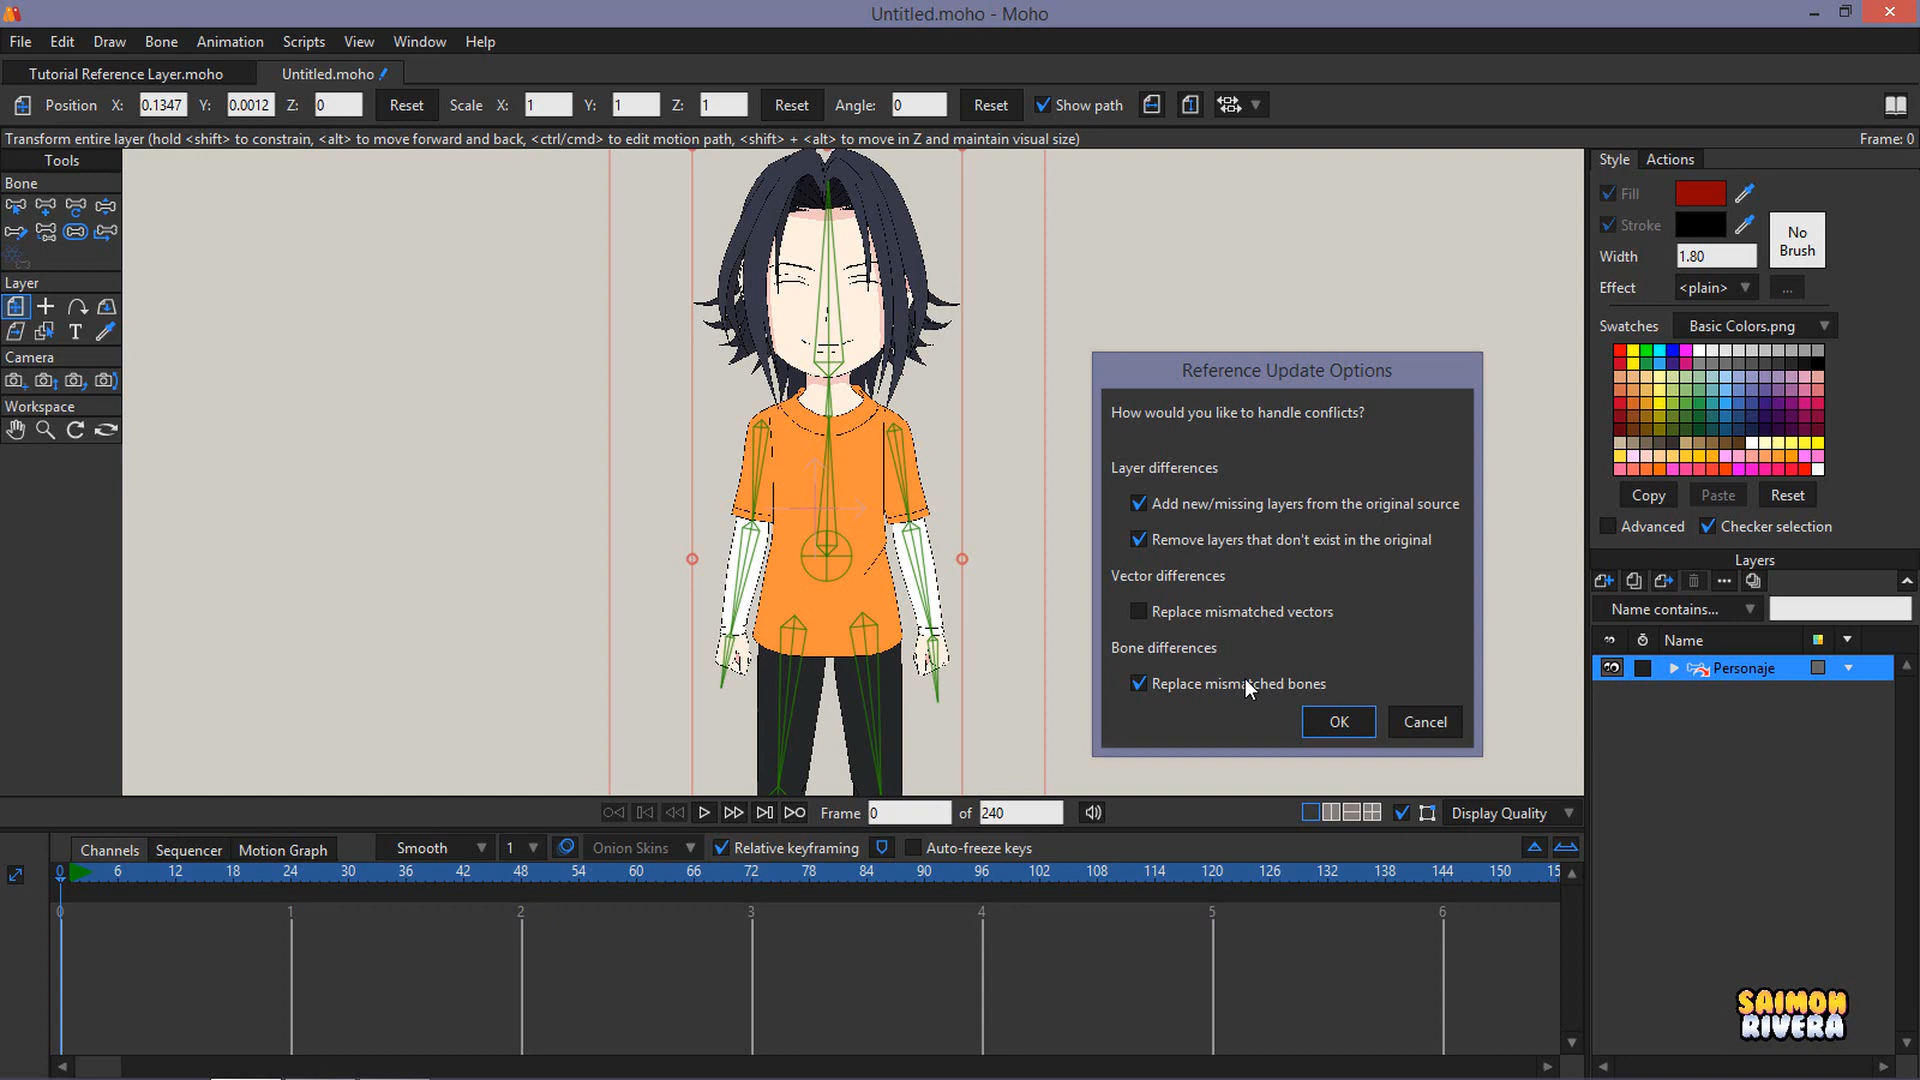 Untitled.moho - Moho
File Edit Draw Bone Animation Scripts View Window Help
Tutorial Reference Layer.moho Untitled.moho
Position X: 0.1347 Y: 0.0012 Z: 0 Reset Scale X: 1 Y: 1 Z: 1 Reset Angle: 0 Reset Show path
Transform entire layer (hold <shift> to constrain, <alt> to move forward and back, <ctrl/cmd> to edit motion path, <shift> + <alt> to move in Z and maintain visual size) Frame: 0
Tools
Bone
Layer
T
Camera
Workspace
Style Actions
Fill
Stroke
No
Brush
Width 1.80
Effect <plain> ...
Swatches Basic Colors.png
Copy Paste Reset
Advanced Checker selection
Layers
Name contains...
Name
Personaje
Reference Update Options
How would you like to handle conflicts?
Layer differences
Add new/missing layers from the original source
Remove layers that don't exist in the original
Vector differences
Replace mismatched vectors
Bone differences
Replace mismatched bones
OK Cancel
Frame 0 of 240 Display Quality
Channels Sequencer Motion Graph Smooth 1 Onion Skins Relative keyframing Auto-freeze keys
0 6 12 18 24 30 36 42 48 54 60 66 72 78 84 90 96 102 108 114 120 126 132 138 144 150 15
0 1 2 3 4 5 6
SAIMON
RIVERA